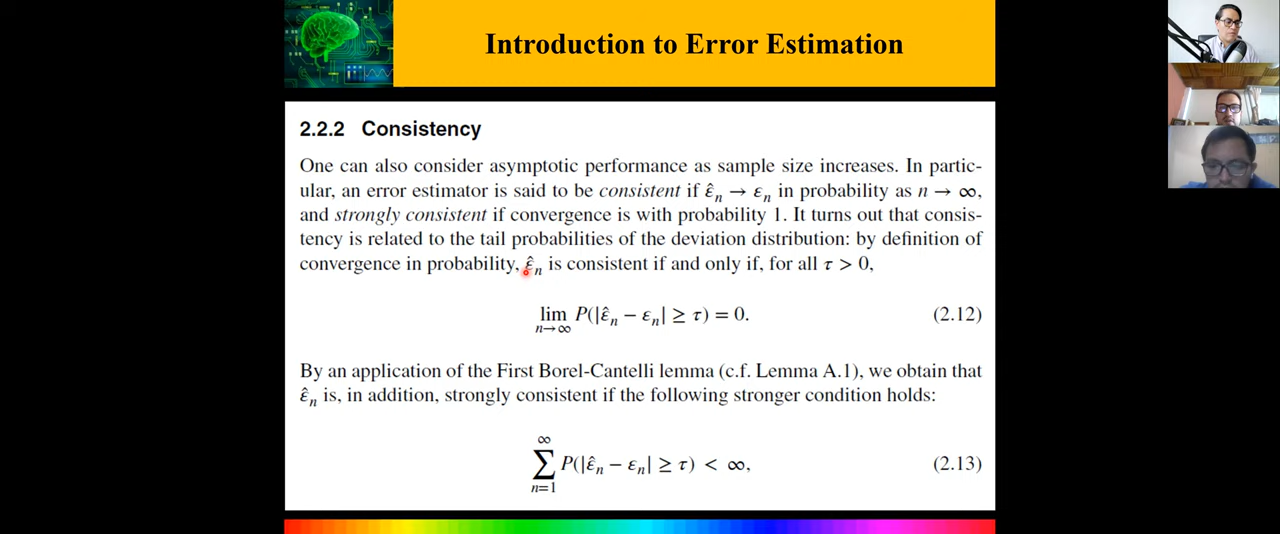 Introduction to Error Estimation
2.2.2 Consistency
One can also consider asymptotic performance as sample size increases. In partic-
ular, an error estimator is said to be consistent if ε̂ₙ → εₙ in probability as n → ∞,
and strongly consistent if convergence is with probability 1. It turns out that consis-
tency is related to the tail probabilities of the deviation distribution: by definition of
convergence in probability, ε̂ₙ is consistent if and only if, for all τ > 0,
lim n→∞ P(|ε̂ₙ − εₙ| ≥ τ) = 0. (2.12)
By an application of the First Borel-Cantelli lemma (c.f. Lemma A.1), we obtain that
ε̂ₙ is, in addition, strongly consistent if the following stronger condition holds:
∞ ∑ n=1 P(|ε̂ₙ − εₙ| ≥ τ) < ∞, (2.13)